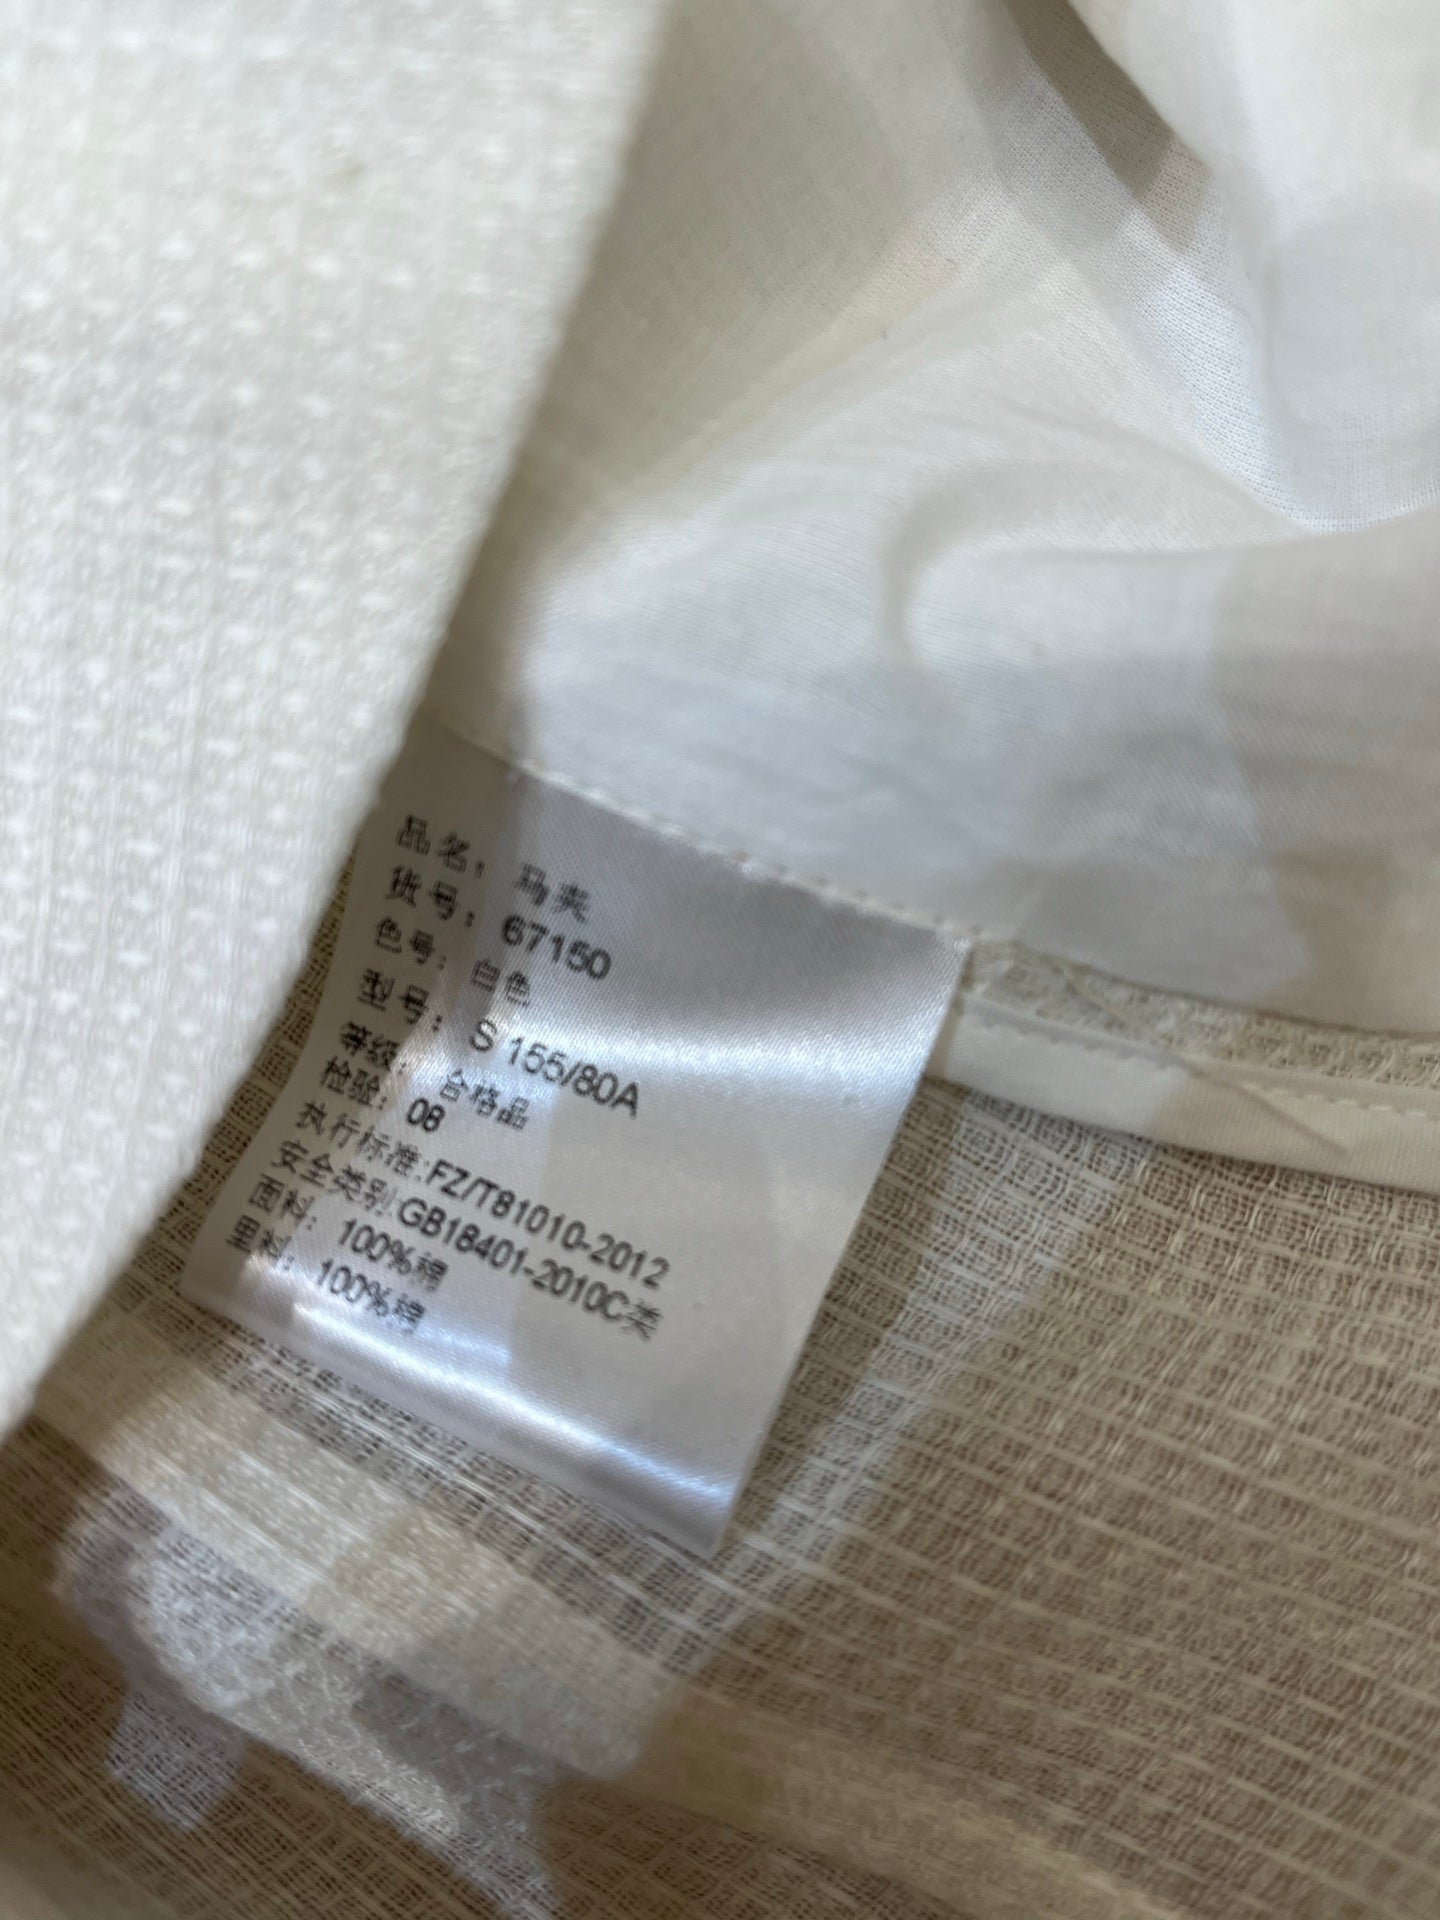 品名: 马夹
货号: 67150
色号: 白色
型号: S 155/80A
等级: 合格品
检验: 08
执行标准:FZ/T81010-2012
安全类别:GB18401-2010C类
面料: 100%棉
里料: 100%棉